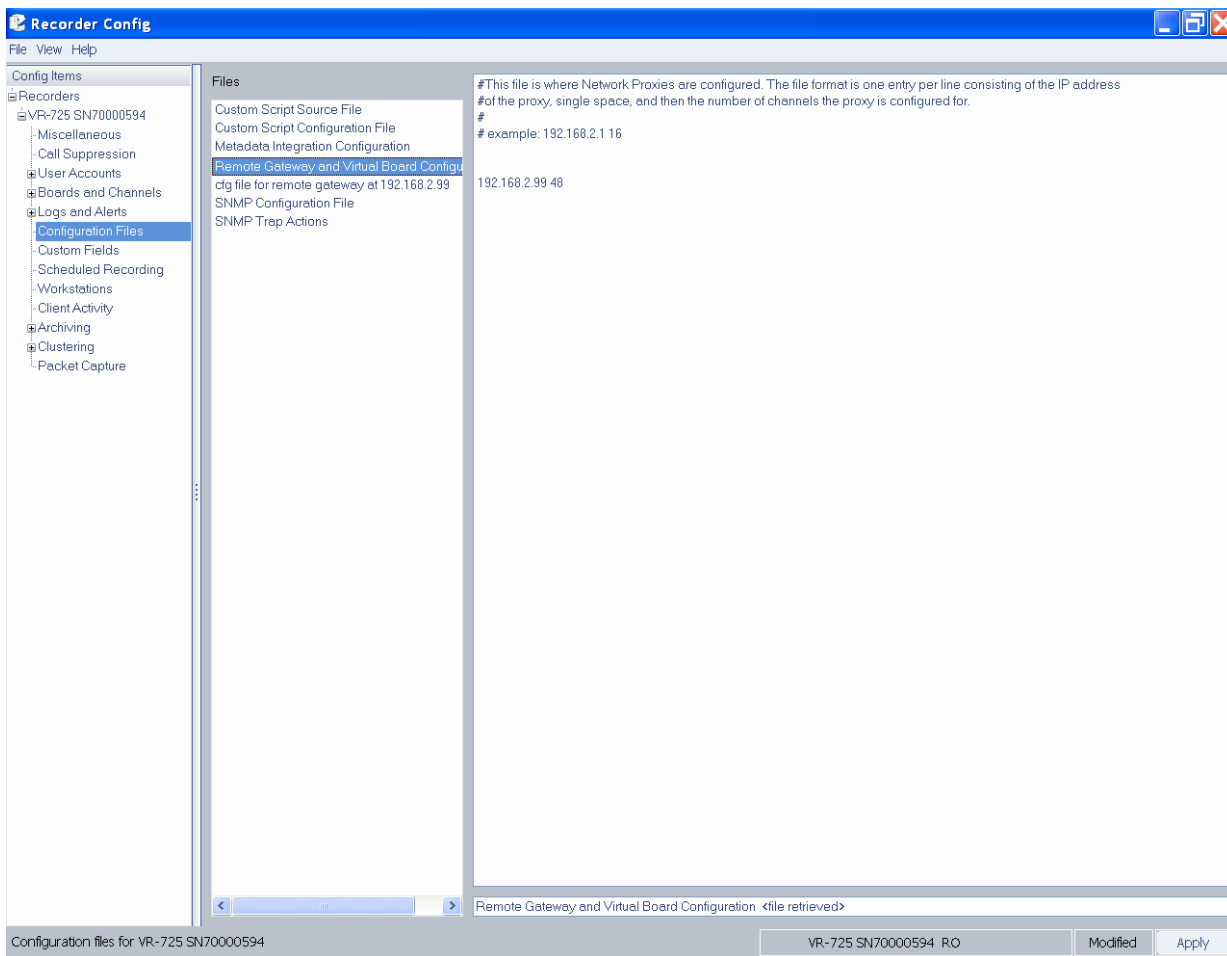 Recorder Config
File View Help
Config Items
Recorders
VR-725 SN70000594
Miscellaneous
Call Suppression
User Accounts
Boards and Channels
Logs and Alerts
Configuration Files
Custom Fields
Scheduled Recording
Workstations
Client Activity
Archiving
Clustering
Packet Capture
Files
Custom Script Source File
Custom Script Configuration File
Metadata Integration Configuration
Remote Gateway and Virtual Board Configu
cfg file for remote gateway at 192.168.2.99
SNMP Configuration File
SNMP Trap Actions
#This file is where Network Proxies are configured. The file format is one entry per line consisting of the IP address
#of the proxy, single space, and then the number of channels the proxy is configured for.
#
# example: 192.168.2.1 16
192.168.2.99 48
Remote Gateway and Virtual Board Configuration <file retrieved>
Configuration files for VR-725 SN70000594
VR-725 SN70000594 RO
Modified
Apply